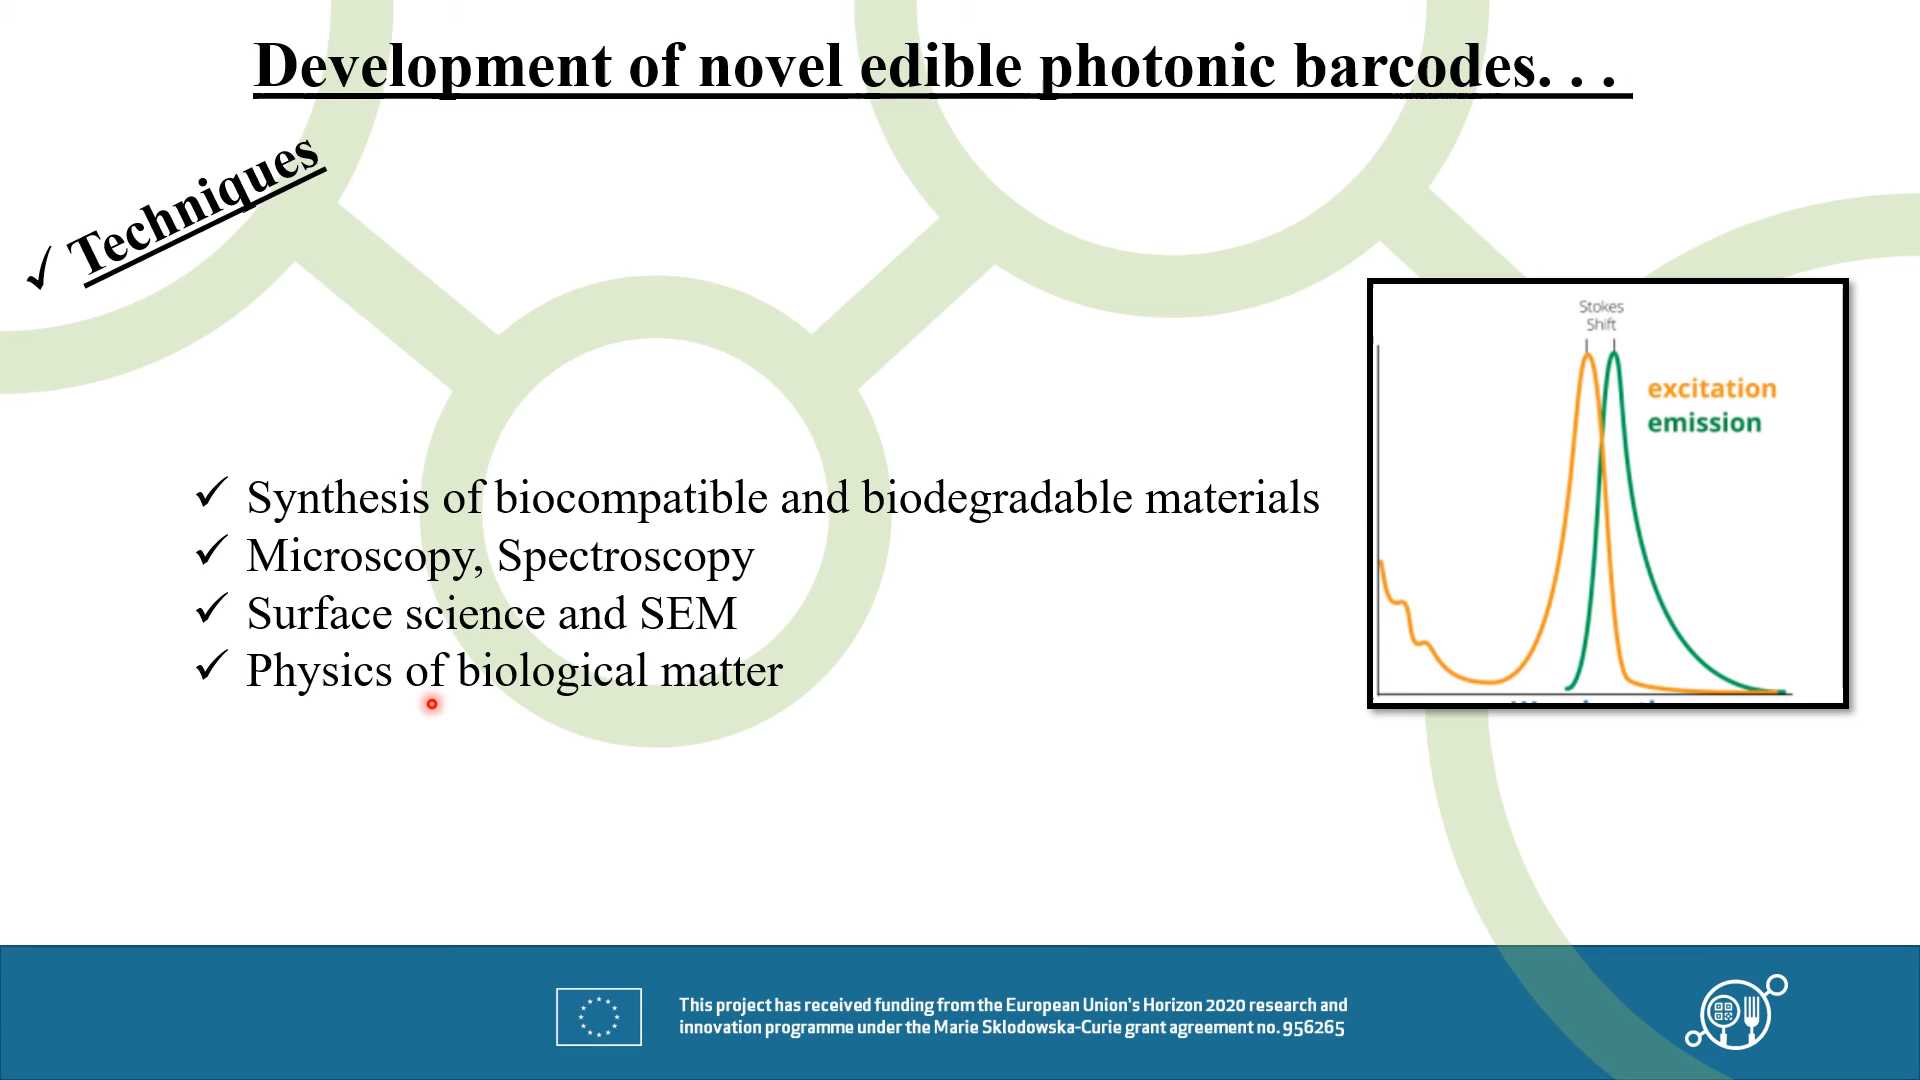 Development of novel edible photonic barcodes. . .
✓ Techniques
Stokes
Shift
excitation
emission
✓ Synthesis of biocompatible and biodegradable materials
✓ Microscopy, Spectroscopy
✓ Surface science and SEM
✓ Physics of biological matter
This project has received funding from the European Union's Horizon 2020 research and
innovation programme under the Marie Sklodowska-Curie grant agreement no. 956265